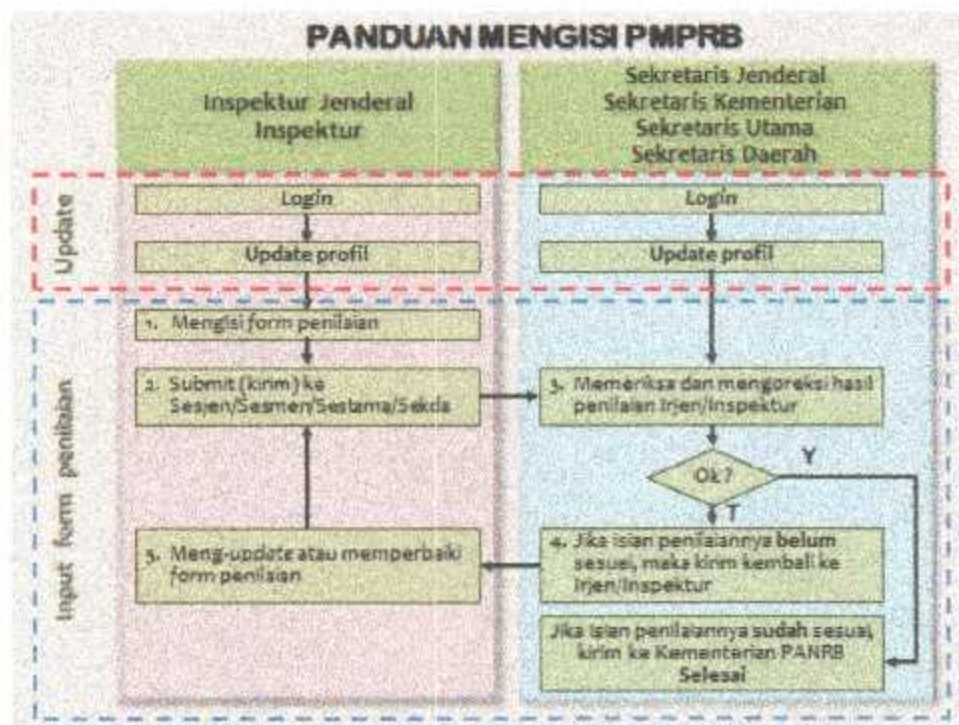 PANDUAN MENGISI PMPRB
Inspektur Jenderal
Inspektur
Sekretaris Jenderal
Sekretaris Kementerian
Sekretaris Utama
Sekretaris Daerah
Update
Login
Login
Update profil
Update profil
Input form penilaian
1. Mengisi form penilaian
2. Submit (kirim) ke
Sesjen/Sesmen/Sestama/Sekda
3. Memeriksa dan mengoreksi hasil
penilaian Irjen/Inspektur
Ok?
Y
T
4. Jika isian penilaiannya belum
sesuai, maka kirim kembali ke
Irjen/Inspektur
5. Meng-update atau memperbaiki
form penilaian
Jika isian penilaiannya sudah sesuai,
kirim ke Kementerian PANRB
Selesai